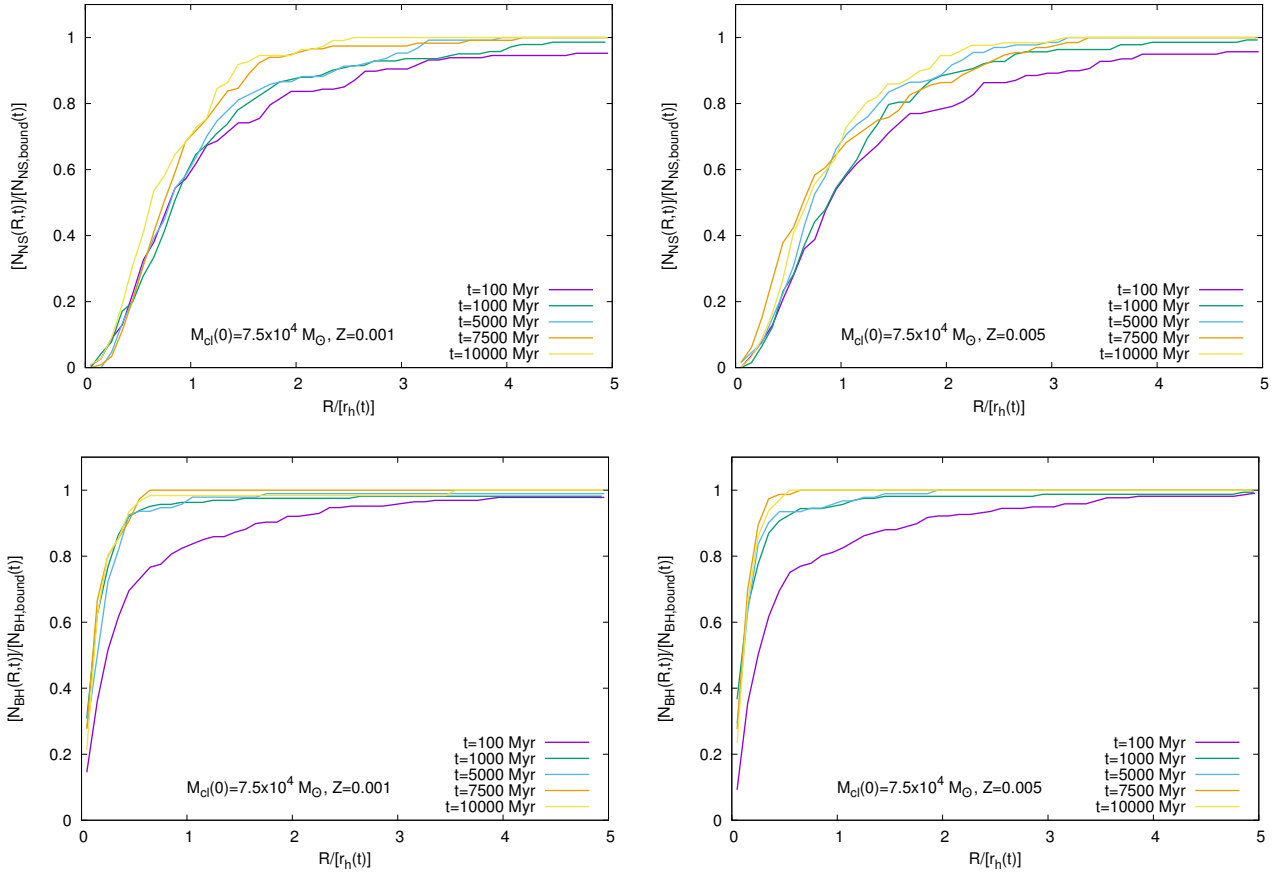 [N_NS(R,t)]/[N_NS,bound(t)]
1
0.8
0.6
0.4
0.2
0
t=100 Myr
t=1000 Myr
t=5000 Myr
t=7500 Myr
t=10000 Myr
M_cl(0)=7.5x10^4 M_⊙, Z=0.001
0 1 2 3 4 5
R/[r_h(t)]
[N_NS(R,t)]/[N_NS,bound(t)]
1
0.8
0.6
0.4
0.2
0
t=100 Myr
t=1000 Myr
t=5000 Myr
t=7500 Myr
t=10000 Myr
M_cl(0)=7.5x10^4 M_⊙, Z=0.005
0 1 2 3 4 5
R/[r_h(t)]
[N_BH(R,t)]/[N_BH,bound(t)]
1
0.8
0.6
0.4
0.2
0
t=100 Myr
t=1000 Myr
t=5000 Myr
t=7500 Myr
t=10000 Myr
M_cl(0)=7.5x10^4 M_⊙, Z=0.001
0 1 2 3 4 5
R/[r_h(t)]
[N_BH(R,t)]/[N_BH,bound(t)]
1
0.8
0.6
0.4
0.2
0
t=100 Myr
t=1000 Myr
t=5000 Myr
t=7500 Myr
t=10000 Myr
M_cl(0)=7.5x10^4 M_⊙, Z=0.005
0 1 2 3 4 5
R/[r_h(t)]